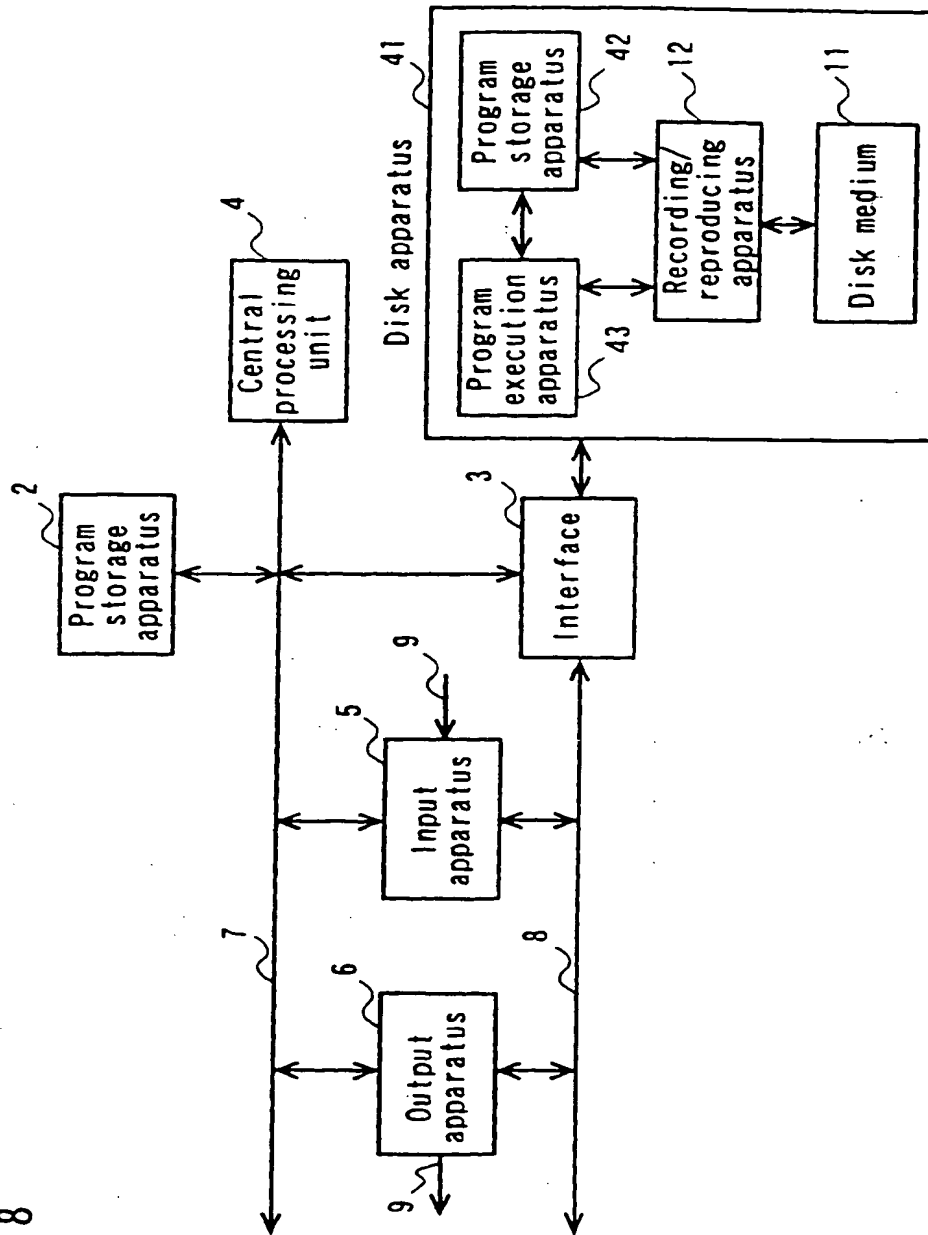 8
2
Program
storage
apparatus
4
Central
processing
unit
7
6
Output
apparatus
9
5
Input
apparatus
9
3
Interface
8
Disk apparatus
41
Program
execution
apparatus
43
Program
storage
apparatus
42
Recording/
reproducing
apparatus
12
Disk medium
11